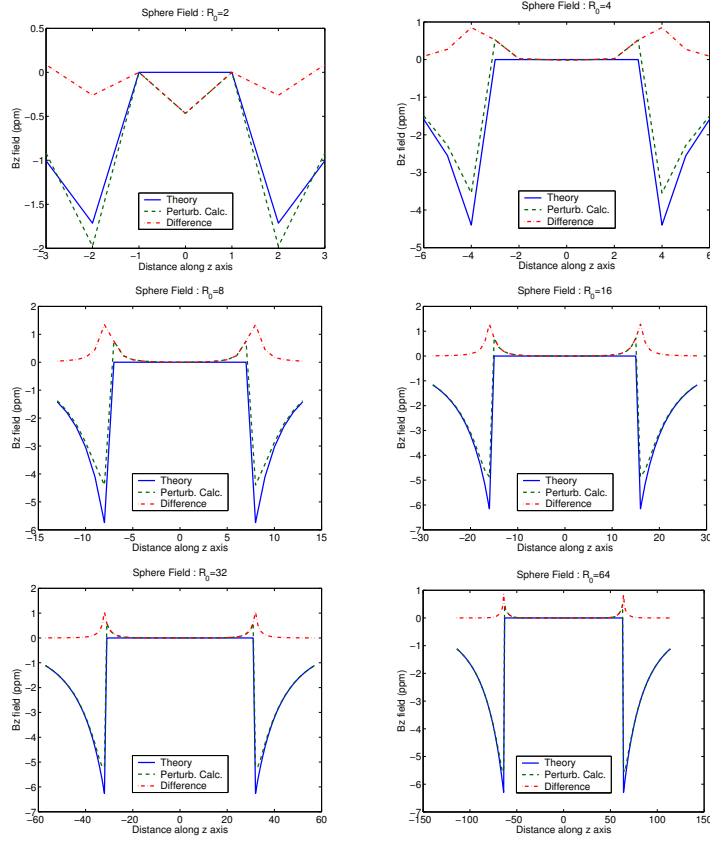 Sphere Field : R_0=2
0.5
0
−0.5
−1
−1.5
−2
Bz field (ppm)
Theory
Perturb. Calc.
Difference
−3 −2 −1 0 1 2 3
Distance along z axis
Sphere Field : R_0=4
1
0
−1
−2
−3
−4
−5
Bz field (ppm)
Theory
Perturb. Calc.
Difference
−6 −4 −2 0 2 4 6
Distance along z axis
Sphere Field : R_0=8
2
1
0
−1
−2
−3
−4
−5
−6
Bz field (ppm)
Theory
Perturb. Calc.
Difference
−15 −10 −5 0 5 10 15
Distance along z axis
Sphere Field : R_0=16
2
1
0
−1
−2
−3
−4
−5
−6
−7
Bz field (ppm)
Theory
Perturb. Calc.
Difference
−30 −20 −10 0 10 20 30
Distance along z axis
Sphere Field : R_0=32
2
1
0
−1
−2
−3
−4
−5
−6
−7
Bz field (ppm)
Theory
Perturb. Calc.
Difference
−60 −40 −20 0 20 40 60
Distance along z axis
Sphere Field : R_0=64
1
0
−1
−2
−3
−4
−5
−6
−7
Bz field (ppm)
Theory
Perturb. Calc.
Difference
−150 −100 −50 0 50 100 150
Distance along z axis